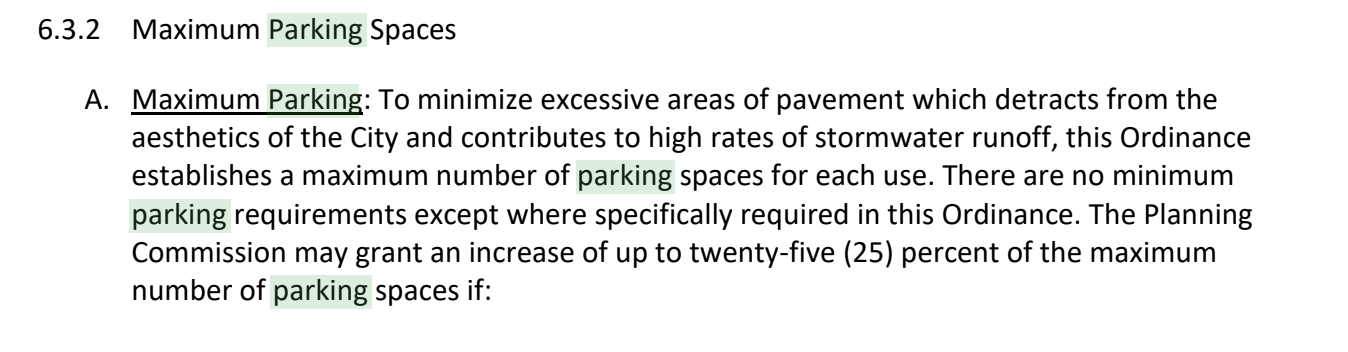 6.3.2 Maximum Parking Spaces
A. Maximum Parking: To minimize excessive areas of pavement which detracts from the
aesthetics of the City and contributes to high rates of stormwater runoff, this Ordinance
establishes a maximum number of parking spaces for each use. There are no minimum
parking requirements except where specifically required in this Ordinance. The Planning
Commission may grant an increase of up to twenty-five (25) percent of the maximum
number of parking spaces if: